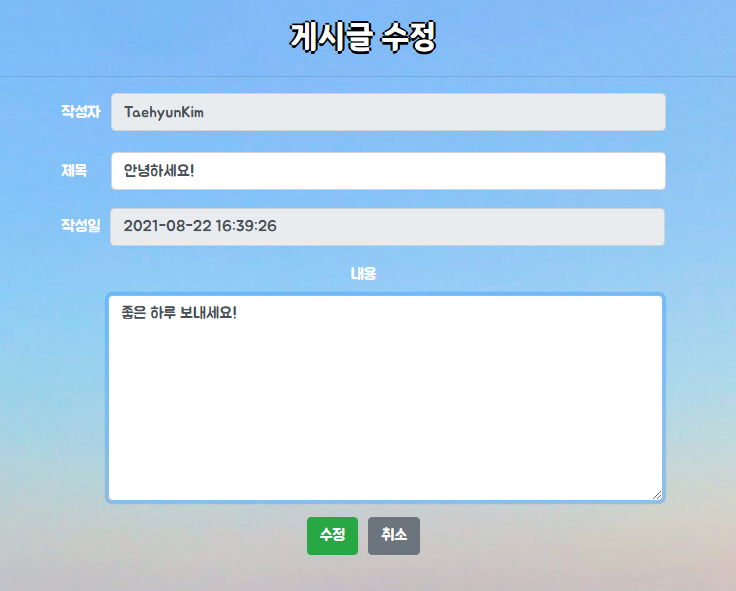 게시글 수정
작성자 TaehyunKim
제목 안녕하세요!
작성일 2021-08-22 16:39:26
내용
좋은 하루 보내세요!
수정 취소